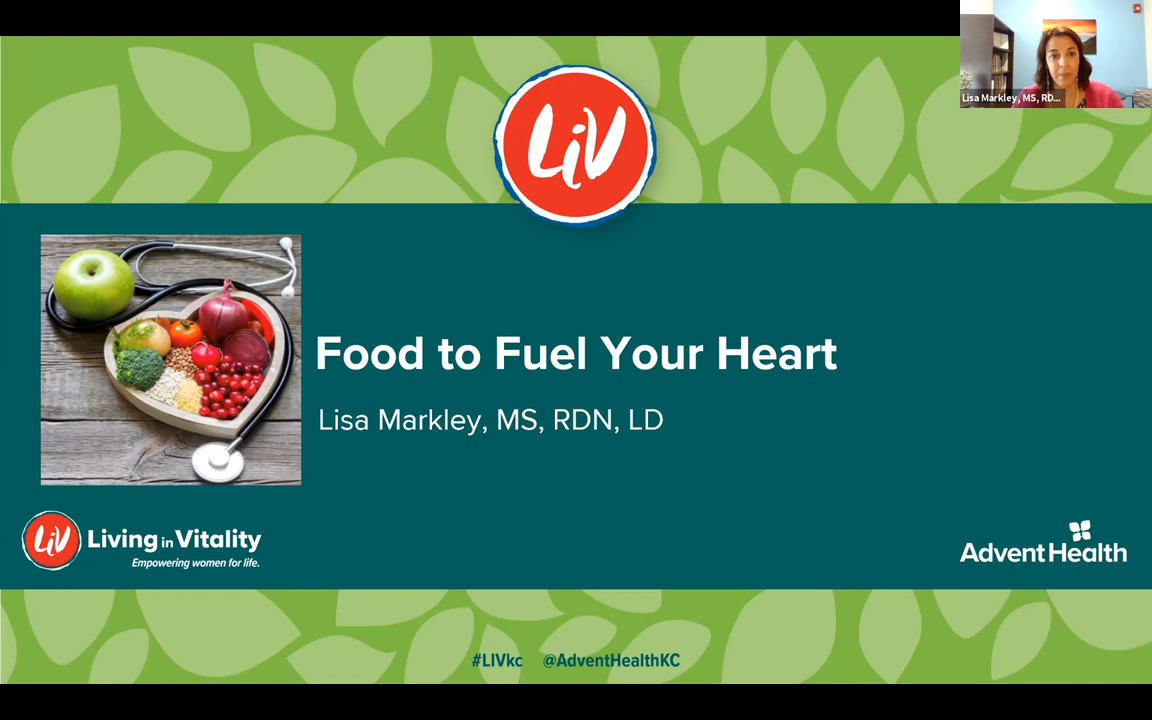 Lisa Markley, MS, RD...
LiV
Food to Fuel Your Heart
Lisa Markley, MS, RDN, LD
LiV
Living in Vitality
Empowering women for life.
AdventHealth
#LIVkc @AdventHealthKC